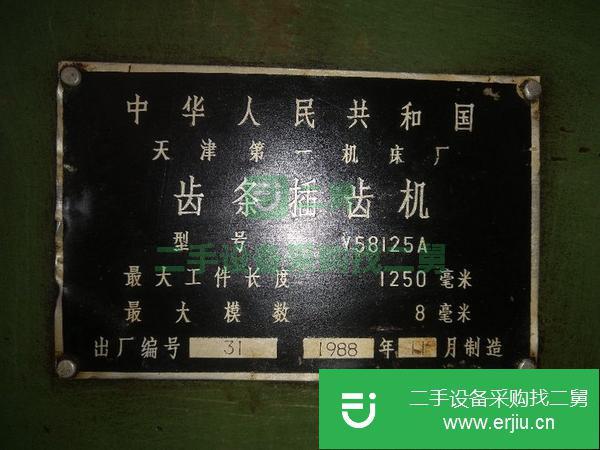 中华人民共和国
天津第一机床厂
齿条插齿机
型号 Y58125A
最大工件长度 1250 毫米
最大模数 8 毫米
出厂编号 31 1988 年 11 月制造
二舅
二手设备采购找二舅
二手设备采购找二舅
www.erjiu.cn